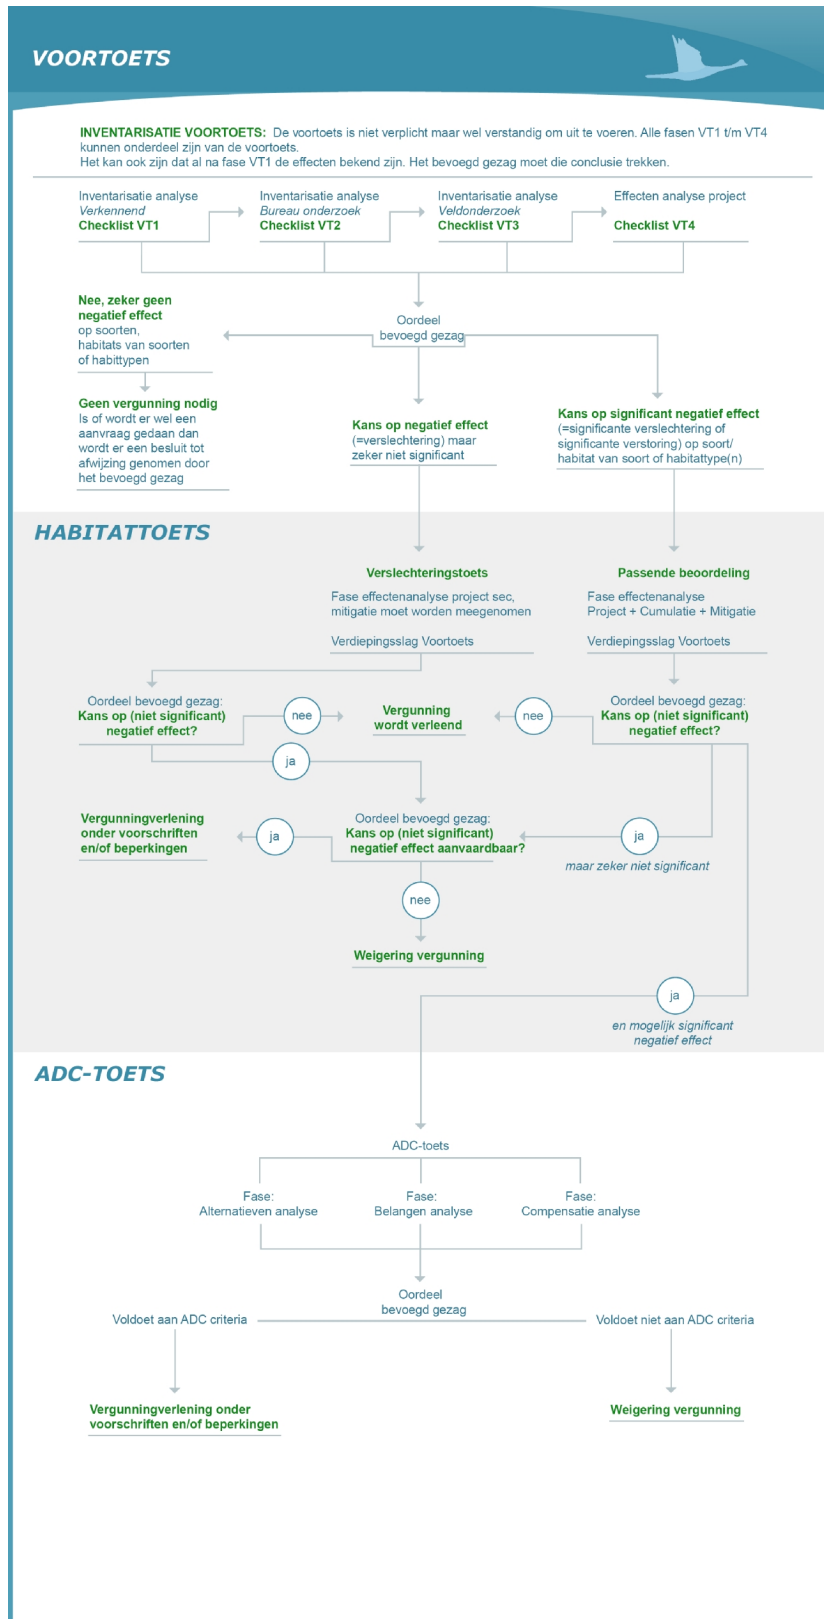 VOORTOETS
INVENTARISATIE VOORTOETS: De voortoets is niet verplicht maar wel verstandig om uit te voeren. Alle fasen VT1 t/m VT4
kunnen onderdeel zijn van de voortoets.
Het kan ook zijn dat al na fase VT1 de effecten bekend zijn. Het bevoegd gezag moet die conclusie trekken.
Inventarisatie analyse
Verkennend
Checklist VT1
Inventarisatie analyse
Bureau onderzoek
Checklist VT2
Inventarisatie analyse
Veldonderzoek
Checklist VT3
Effecten analyse project
Checklist VT4
Oordeel
bevoegd gezag
Nee, zeker geen
negatief effect
op soorten,
habitats van soorten
of habittypen
Geen vergunning nodig
Is of wordt er wel een
aanvraag gedaan dan
wordt er een besluit tot
afwijzing genomen door
het bevoegd gezag
Kans op negatief effect
(=verslechtering) maar
zeker niet significant
Kans op significant negatief effect
(=significante verslechtering of
significante verstoring) op soort/
habitat van soort of habitattype(n)
HABITATTOETS
Verslechteringstoets
Fase effectenanalyse project sec,
mitigatie moet worden meegenomen
Verdiepingsslag Voortoets
Passende beoordeling
Fase effectenanalyse
Project + Cumulatie + Mitigatie
Verdiepingsslag Voortoets
Oordeel bevoegd gezag:
Kans op (niet significant)
negatief effect?
nee
Vergunning
wordt verleend
nee
Oordeel bevoegd gezag:
Kans op (niet significant)
negatief effect?
ja
Vergunningverlening
onder voorschriften
en/of beperkingen
ja
Oordeel bevoegd gezag:
Kans op (niet significant)
negatief effect aanvaardbaar?
ja
maar zeker niet significant
nee
Weigering vergunning
ja
en mogelijk significant
negatief effect
ADC-TOETS
ADC-toets
Fase:
Alternatieven analyse
Fase:
Belangen analyse
Fase:
Compensatie analyse
Oordeel
bevoegd gezag
Voldoet aan ADC criteria
Voldoet niet aan ADC criteria
Vergunningverlening onder
voorschriften en/of beperkingen
Weigering vergunning